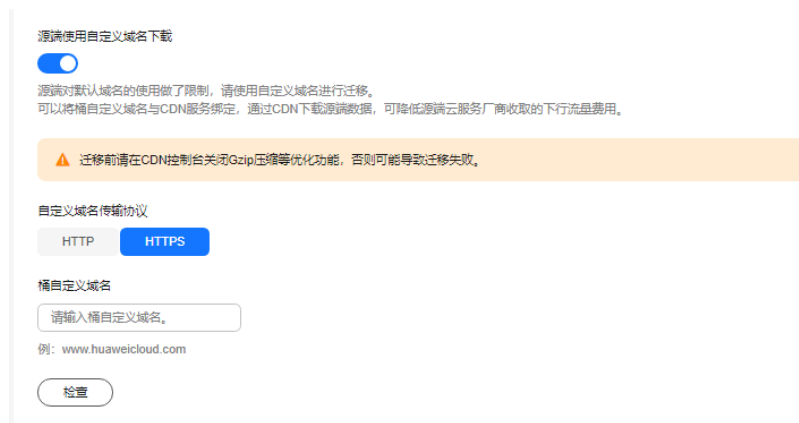 源端使用自定义域名下载
源端对默认域名的使用做了限制，请使用自定义域名进行迁移。
可以将桶自定义域名与CDN服务绑定，通过CDN下载源端数据，可降低源端云服务厂商收取的下行流量费用。
迁移前请在CDN控制台关闭Gzip压缩等优化功能，否则可能导致迁移失败。
自定义域名传输协议
HTTP HTTPS
桶自定义域名
请输入桶自定义域名。
例：www.huaweicloud.com
检查